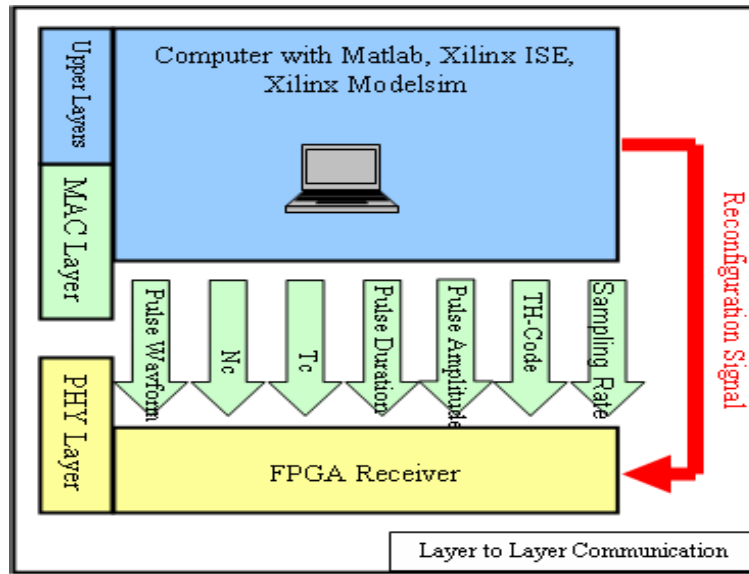 Upper Layers
Computer with Matlab, Xilinx ISE,
Xilinx Modelsim
MAC Layer
Reconfiguration Signal
Pulse Wavform
Nc
Tc
Pulse Duration
Pulse Amplitude
TH-Code
Sampling Rate
PHY Layer
FPGA Receiver
Layer to Layer Communication